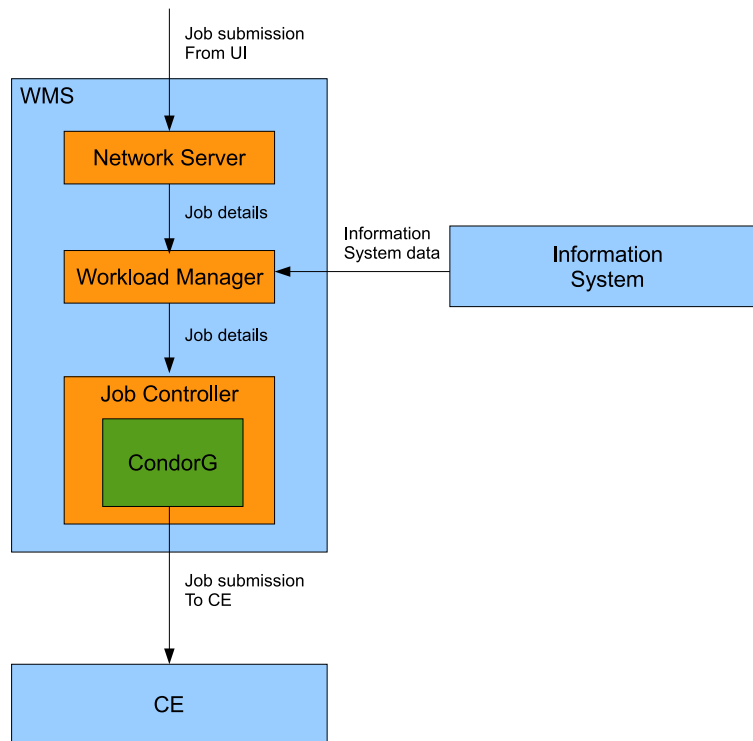 Job submission
From UI
WMS
Network Server
Job details
Workload Manager
Information
System data
Information
System
Job details
Job Controller
CondorG
Job submission
To CE
CE